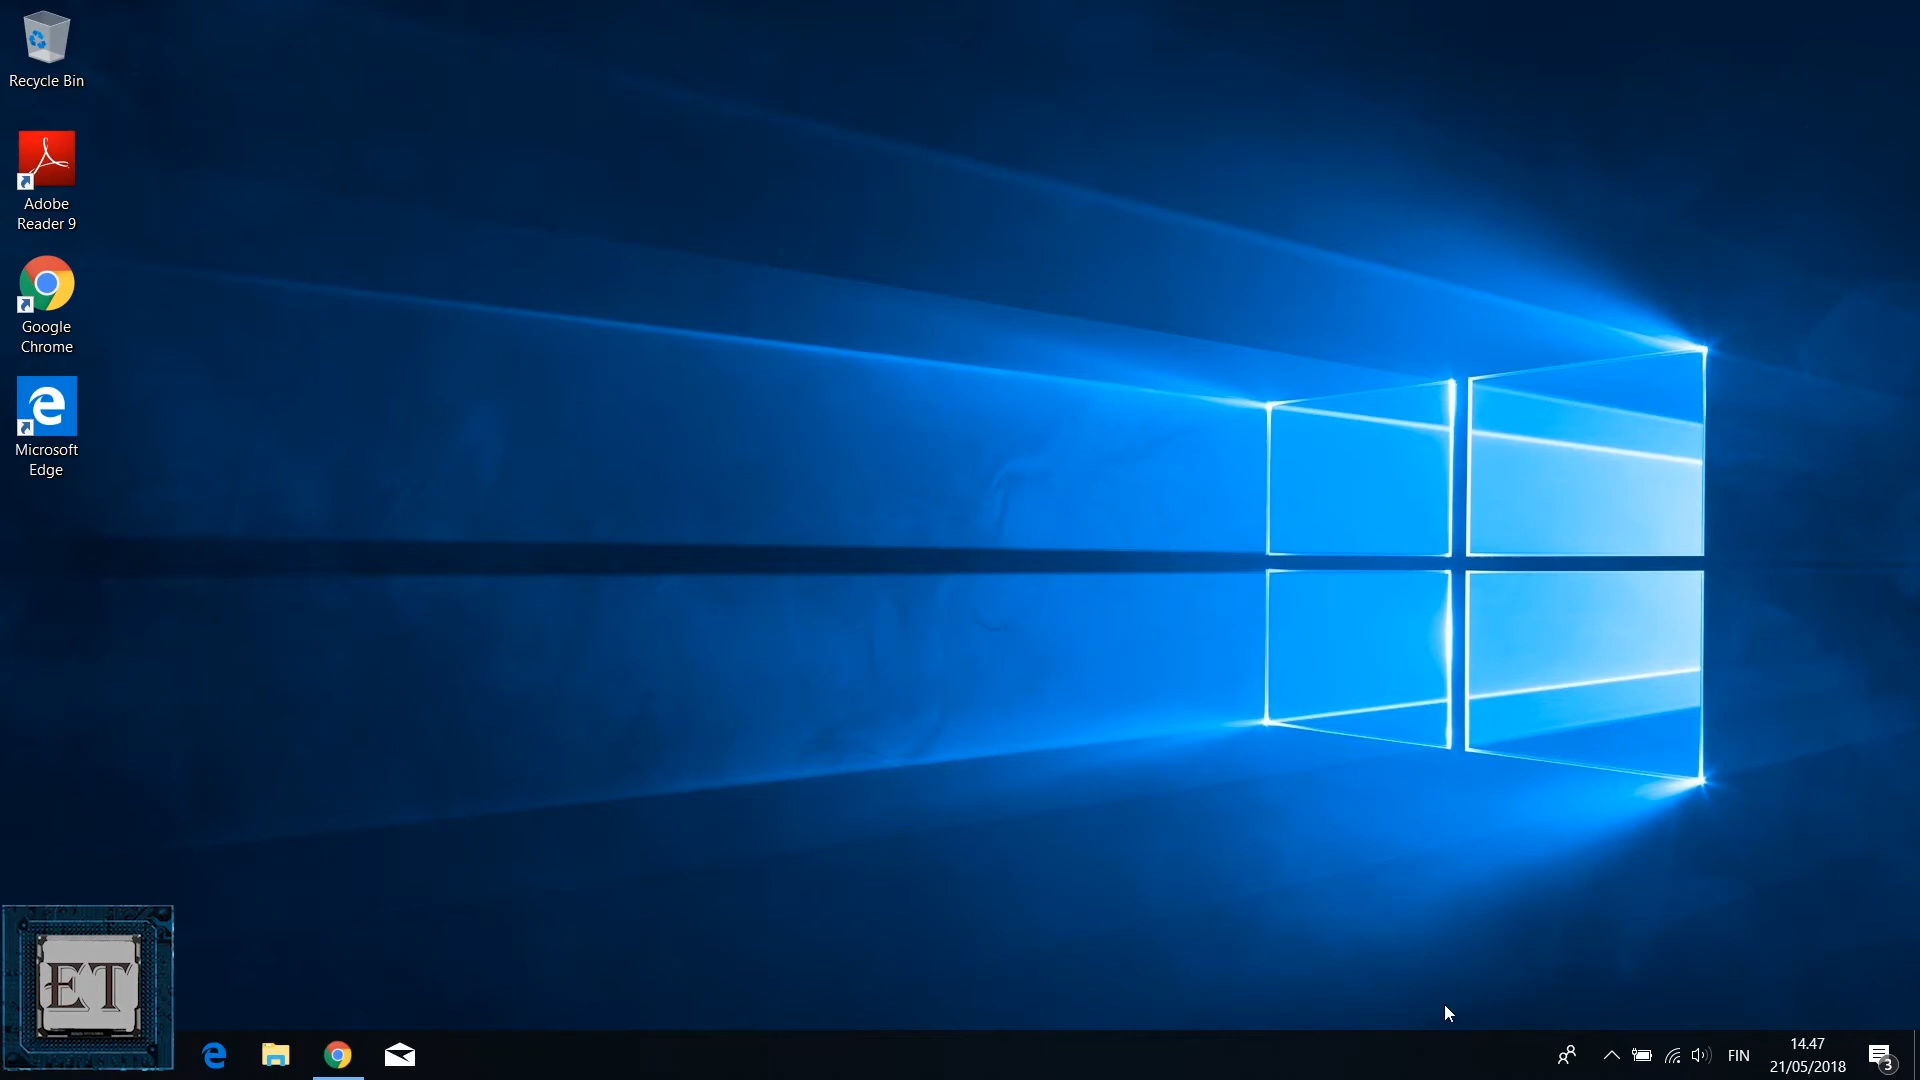 Recycle Bin
Adobe
Reader 9
Google
Chrome
Microsoft
Edge
ET
FIN
14.47
21/05/2018
3